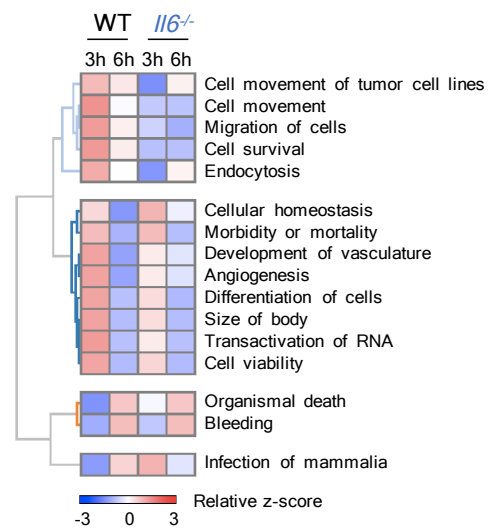 WT Il6-/-
3h 6h 3h 6h
Cell movement of tumor cell lines
Cell movement
Migration of cells
Cell survival
Endocytosis
Cellular homeostasis
Morbidity or mortality
Development of vasculature
Angiogenesis
Differentiation of cells
Size of body
Transactivation of RNA
Cell viability
Organismal death
Bleeding
Infection of mammalia
Relative z-score
-3 0 3